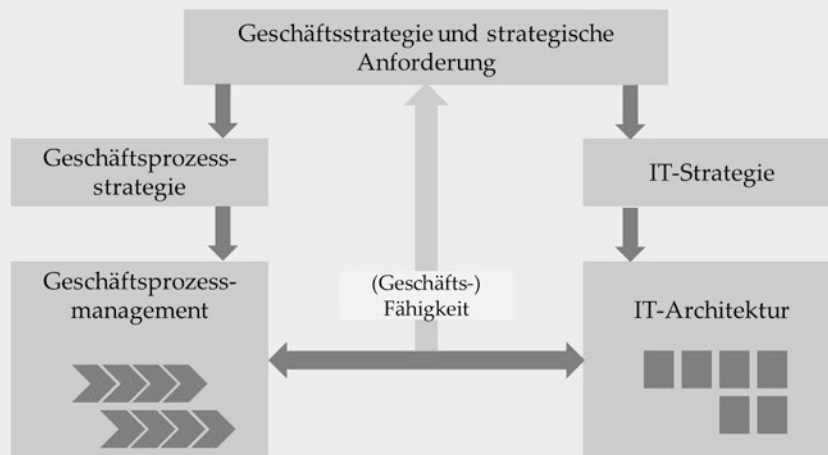 Geschäftsstrategie und strategische
Anforderung
Geschäftsprozess-
strategie
IT-Strategie
Geschäftsprozess-
management
(Geschäfts-)
Fähigkeit
IT-Architektur